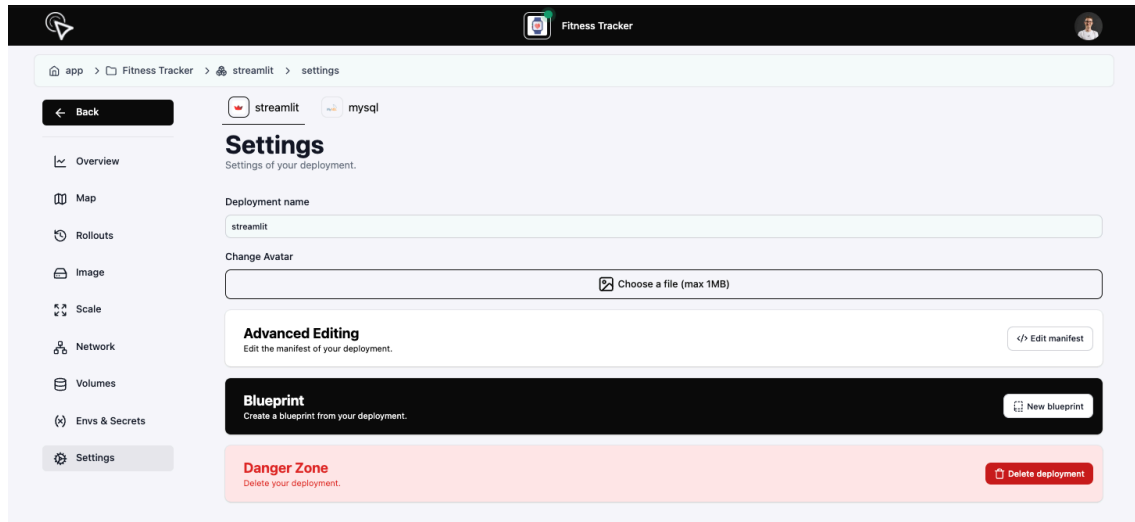 Fitness Tracker
app > Fitness Tracker > streamlit > settings
Back
streamlit
mysql
Overview
Map
Rollouts
Image
Scale
Network
Volumes
Envs & Secrets
Settings
Settings
Settings of your deployment.
Deployment name
streamlit
Change Avatar
Choose a file (max 1MB)
Advanced Editing
Edit the manifest of your deployment.
</> Edit manifest
Blueprint
Create a blueprint from your deployment.
New blueprint
Danger Zone
Delete your deployment.
Delete deployment